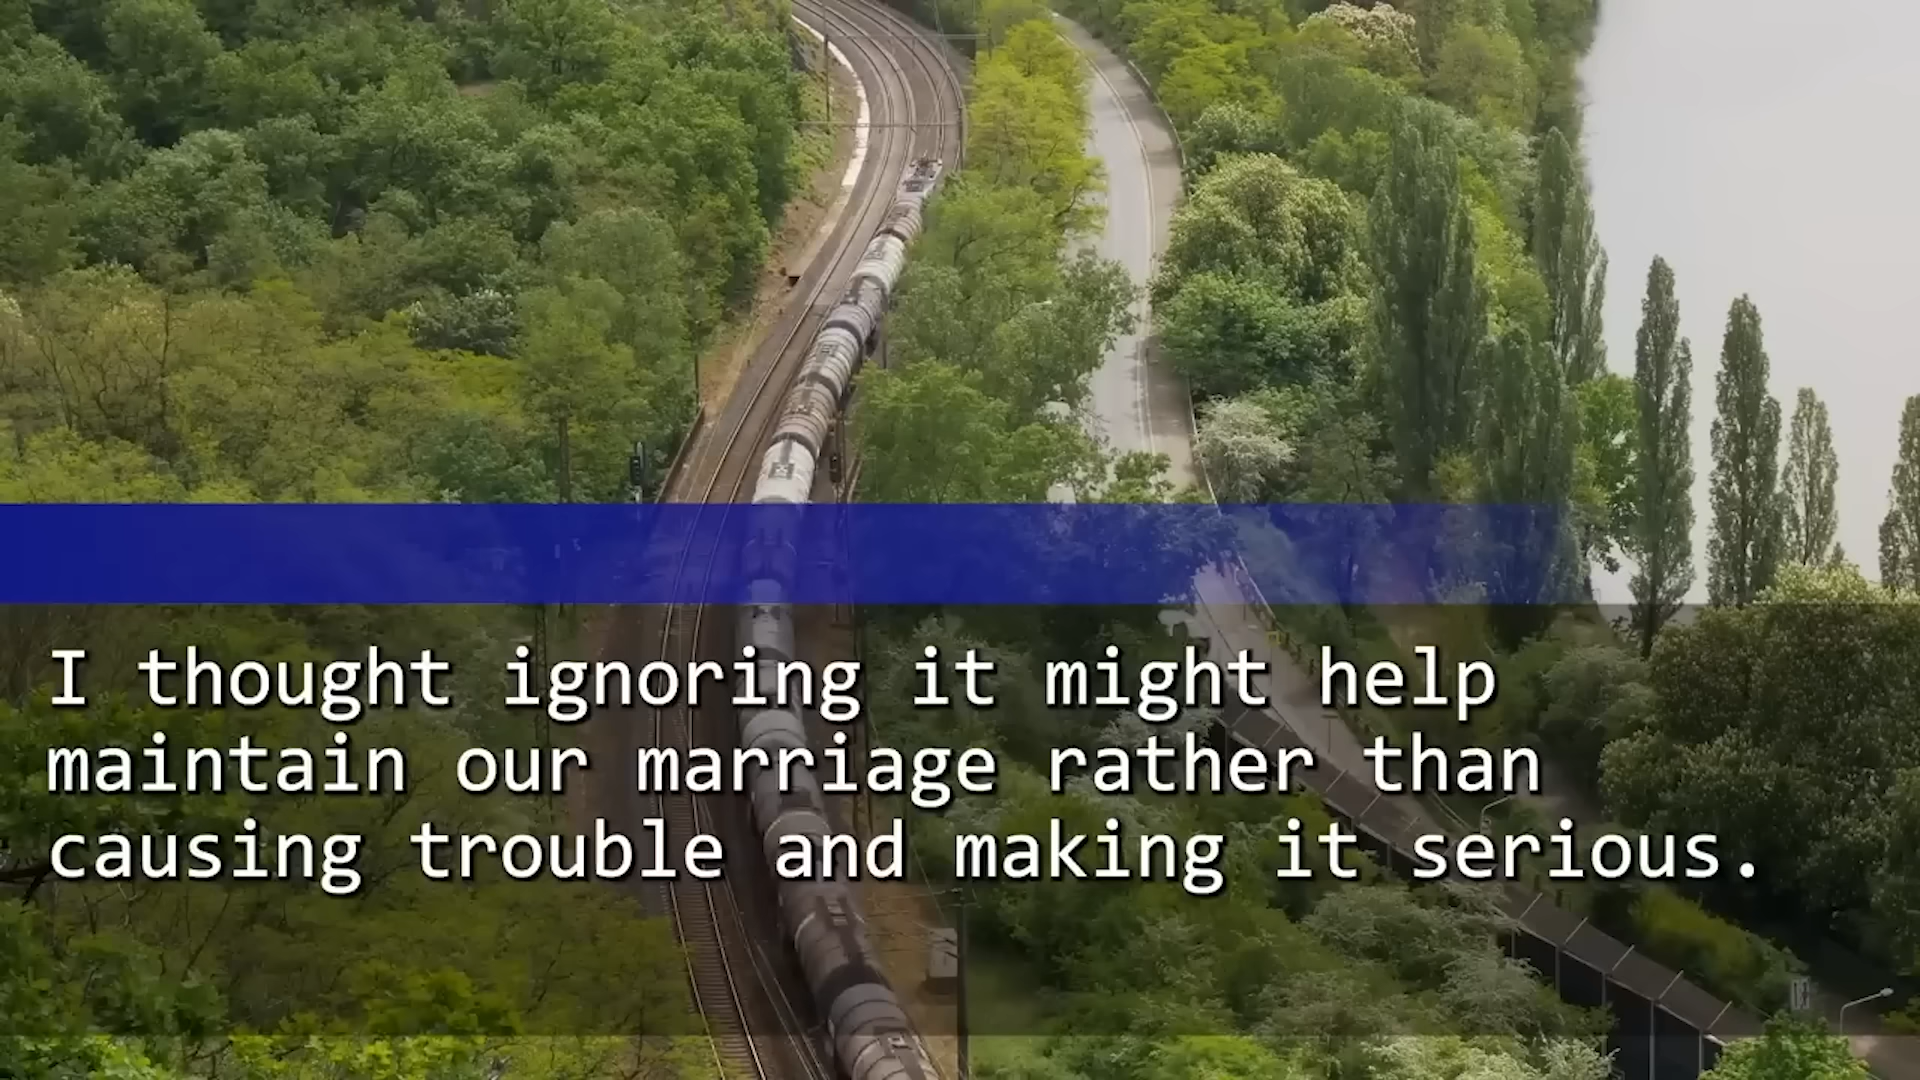 I thought ignoring it might help
maintain our marriage rather than
causing trouble and making it serious.